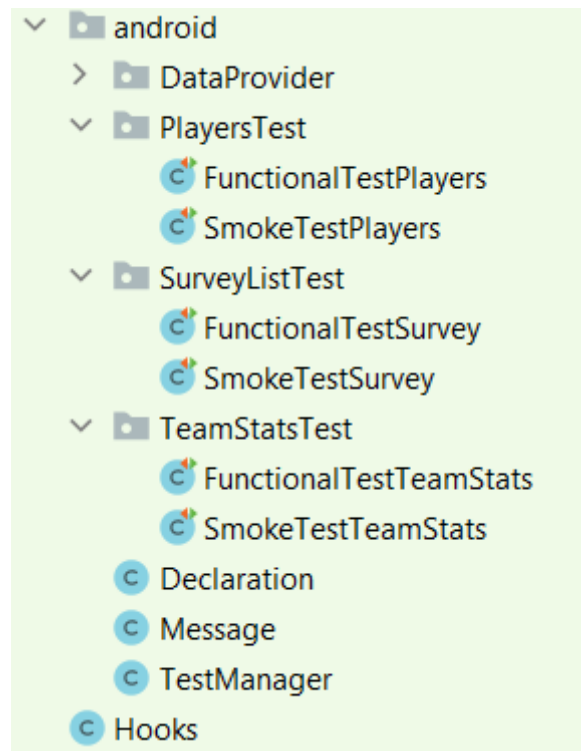 android
DataProvider
PlayersTest
C FunctionalTestPlayers
C SmokeTestPlayers
SurveyListTest
C FunctionalTestSurvey
C SmokeTestSurvey
TeamStatsTest
C FunctionalTestTeamStats
C SmokeTestTeamStats
C Declaration
C Message
C TestManager
C Hooks